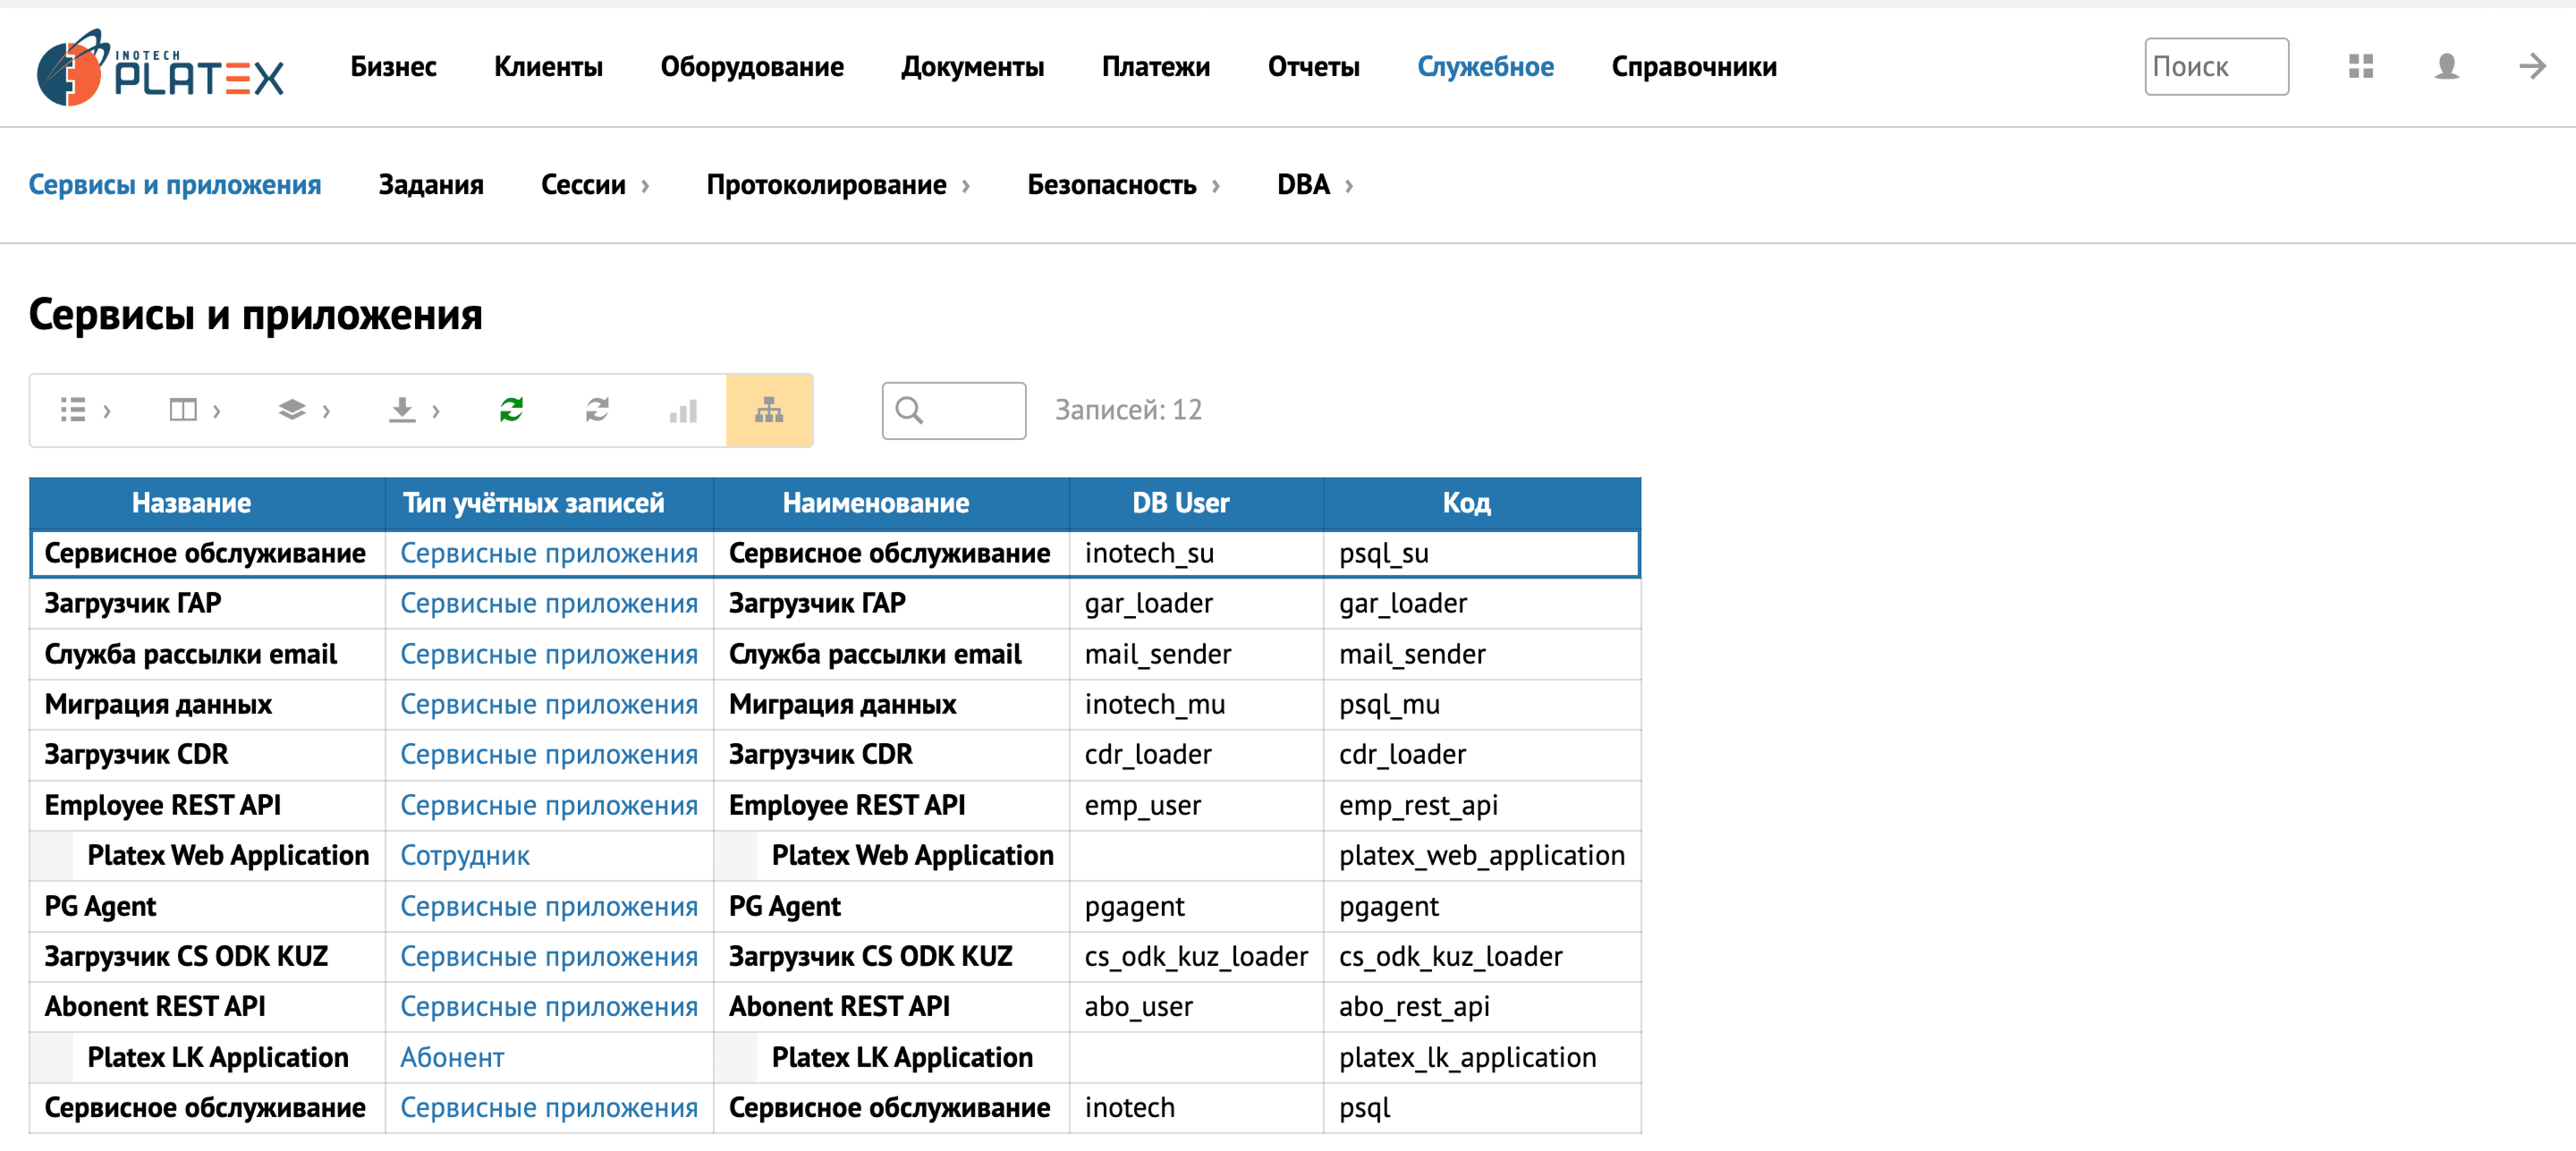 INOTECH
PLATEX
Бизнес Клиенты Оборудование Документы Платежи Отчеты Служебное Справочники Поиск
Сервисы и приложения Задания Сессии Протоколирование Безопасность DBA
Сервисы и приложения
Записей: 12
Название Тип учётных записей Наименование DB User Код
Сервисное обслуживание Сервисные приложения Сервисное обслуживание inotech_su psql_su
Загрузчик ГАР Сервисные приложения Загрузчик ГАР gar_loader gar_loader
Служба рассылки email Сервисные приложения Служба рассылки email mail_sender mail_sender
Миграция данных Сервисные приложения Миграция данных inotech_mu psql_mu
Загрузчик CDR Сервисные приложения Загрузчик CDR cdr_loader cdr_loader
Employee REST API Сервисные приложения Employee REST API emp_user emp_rest_api
Platex Web Application Сотрудник Platex Web Application platex_web_application
PG Agent Сервисные приложения PG Agent pgagent pgagent
Загрузчик CS ODK KUZ Сервисные приложения Загрузчик CS ODK KUZ cs_odk_kuz_loader cs_odk_kuz_loader
Abonent REST API Сервисные приложения Abonent REST API abo_user abo_rest_api
Platex LK Application Абонент Platex LK Application platex_lk_application
Сервисное обслуживание Сервисные приложения Сервисное обслуживание inotech psql